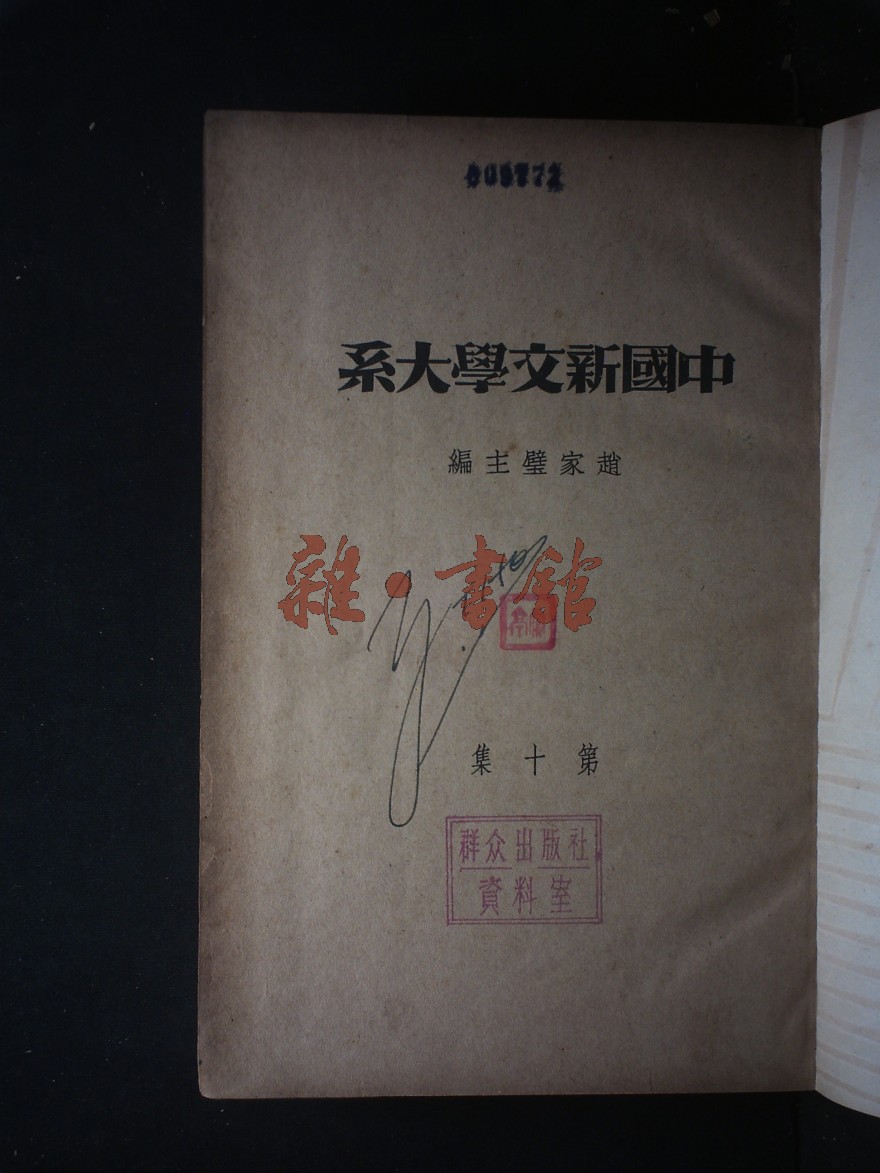 中國新文學大系
趙家璧主編
雜·書館
第十集
群众出版社
資料室